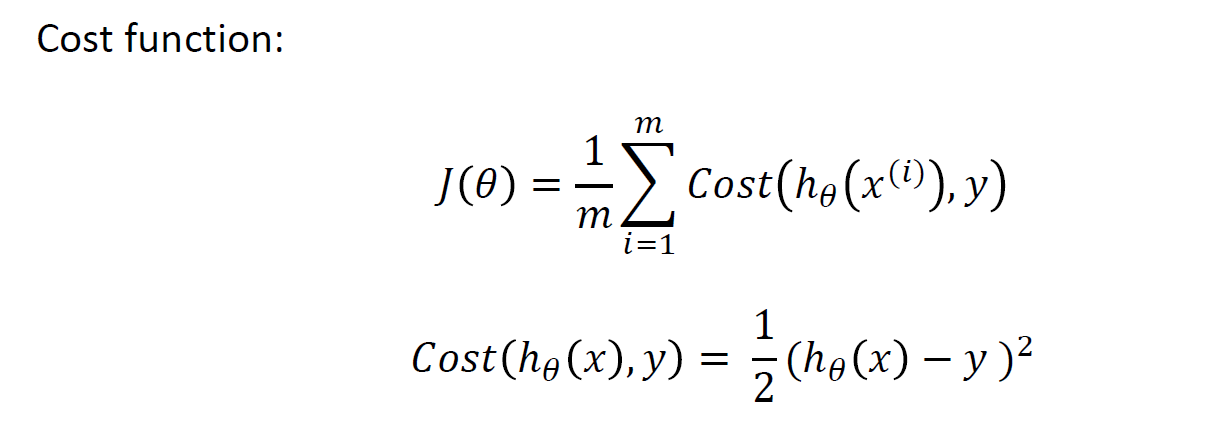 Cost function:
J(θ) = 1/m ∑_{i=1}^{m} Cost(h_θ(x^{(i)}), y)
Cost(h_θ(x), y) = 1/2 (h_θ(x) − y )²